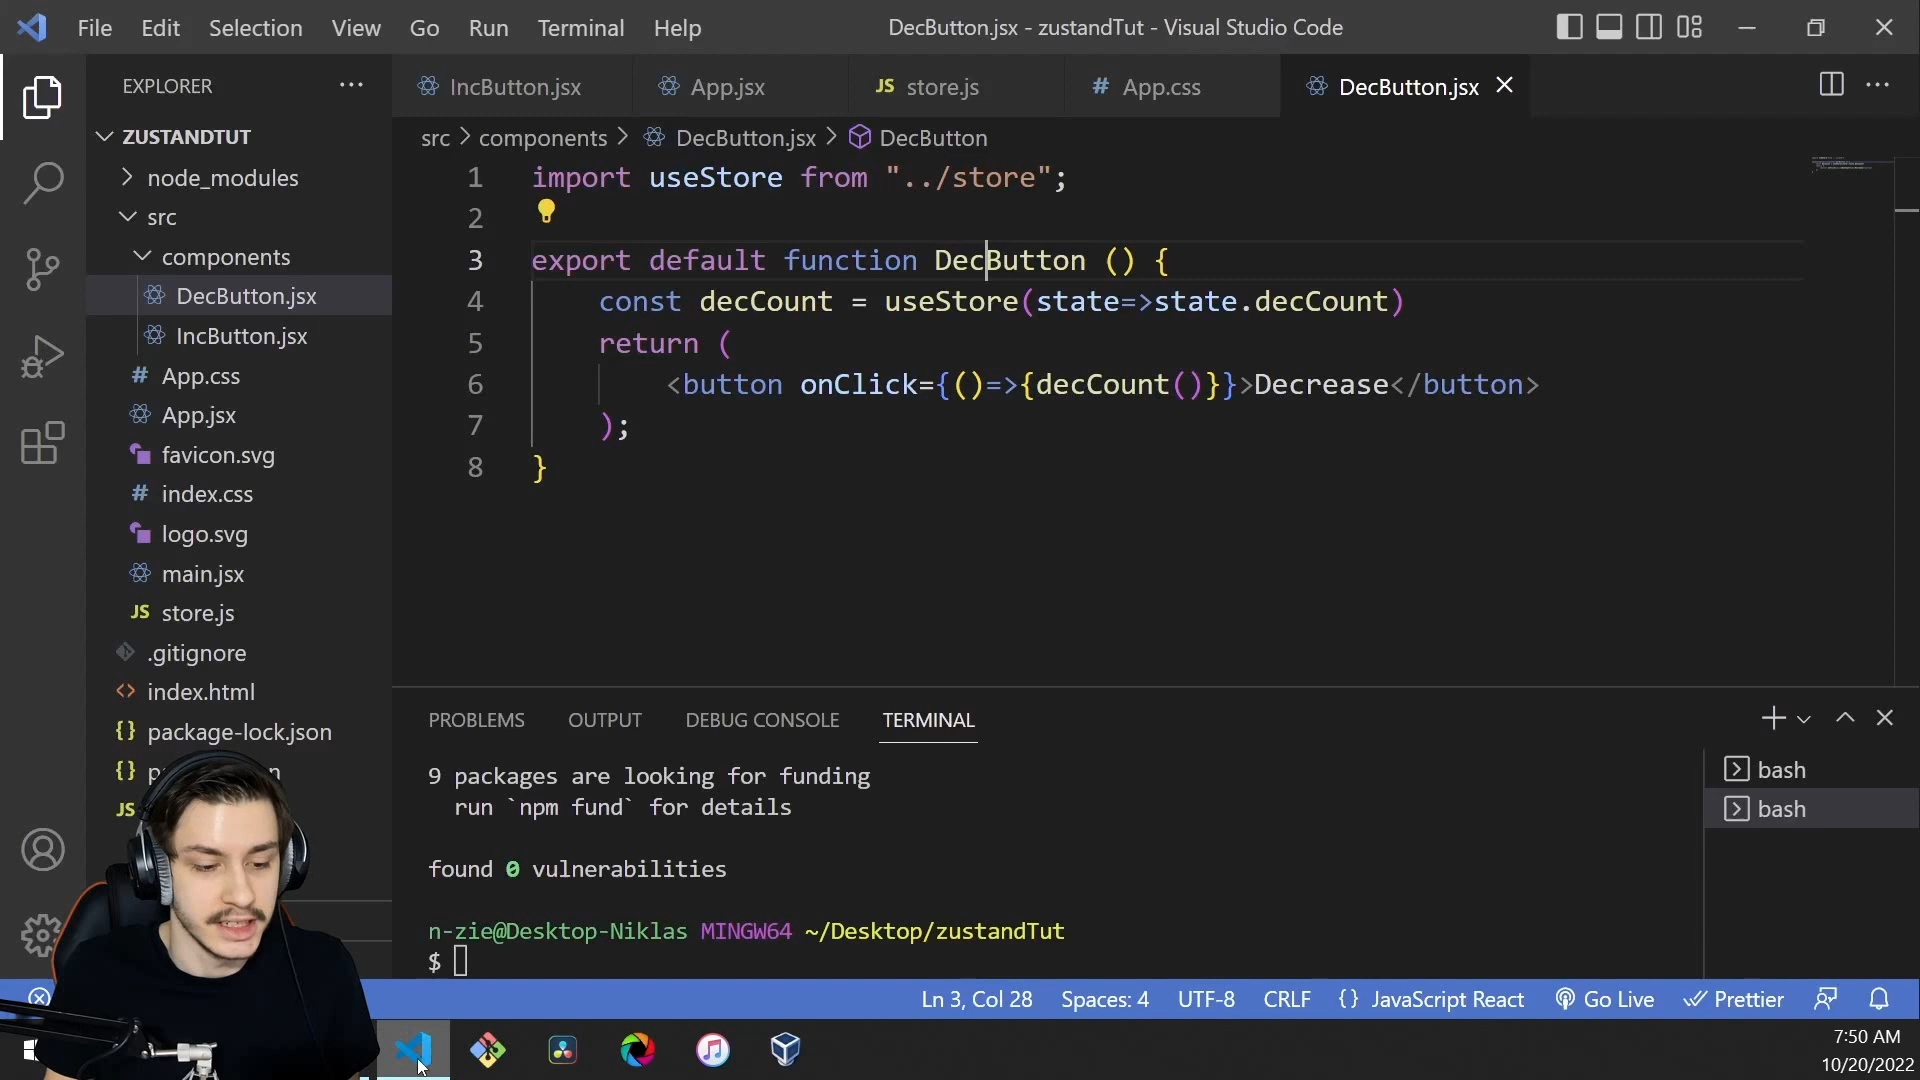 File Edit Selection View Go Run Terminal Help
DecButton.jsx - zustandTut - Visual Studio Code
EXPLORER
ZUSTANDTUT
node_modules
src
components
DecButton.jsx
IncButton.jsx
App.css
App.jsx
favicon.svg
index.css
logo.svg
main.jsx
store.js
.gitignore
index.html
package-lock.json
IncButton.jsx App.jsx JS store.js # App.css DecButton.jsx
src > components > DecButton.jsx > DecButton
1 import useStore from "../store";
2
3 export default function DecButton () {
4 const decCount = useStore(state=>state.decCount)
5 return (
6 <button onClick={()=>{decCount()}}>Decrease</button>
7 );
8 }
PROBLEMS OUTPUT DEBUG CONSOLE TERMINAL
9 packages are looking for funding
run `npm fund` for details
found 0 vulnerabilities
n-zie@Desktop-Niklas MINGW64 ~/Desktop/zustandTut
$
bash
bash
Ln 3, Col 28 Spaces: 4 UTF-8 CRLF {} JavaScript React Go Live Prettier
7:50 AM
10/20/2022